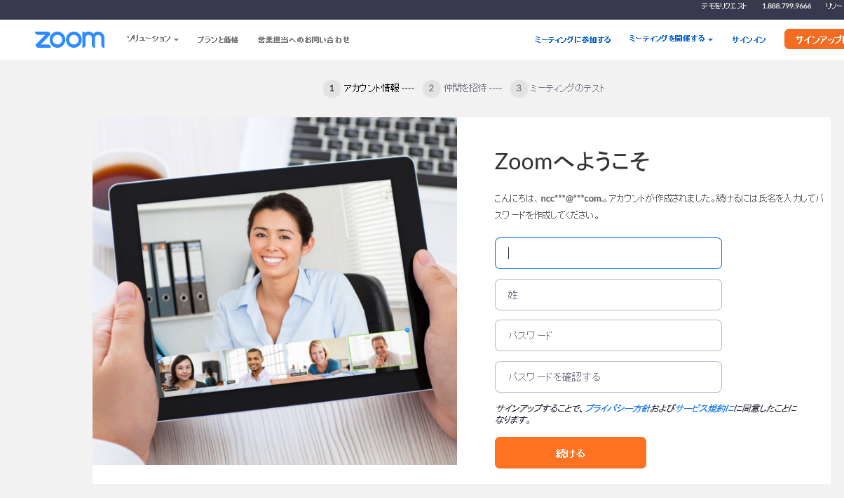 デモをリクエスト 1.888.799.9666 リソー
zoom ソリューション プランと価格 営業担当へのお問い合わせ ミーティングに参加する ミーティングを開催する サインイン サインアップ
1 アカウント情報 ---- 2 仲間を招待 ---- 3 ミーティングのテスト
Zoomへようこそ
こんにちは、ncc***@***com.。アカウントが作成されました。続けるには氏名を入力してパ
スワードを作成してください。
姓
パスワード
パスワードを確認する
サインアップすることで、プライバシー方針およびサービス規約にに同意したことに
なります。
続ける